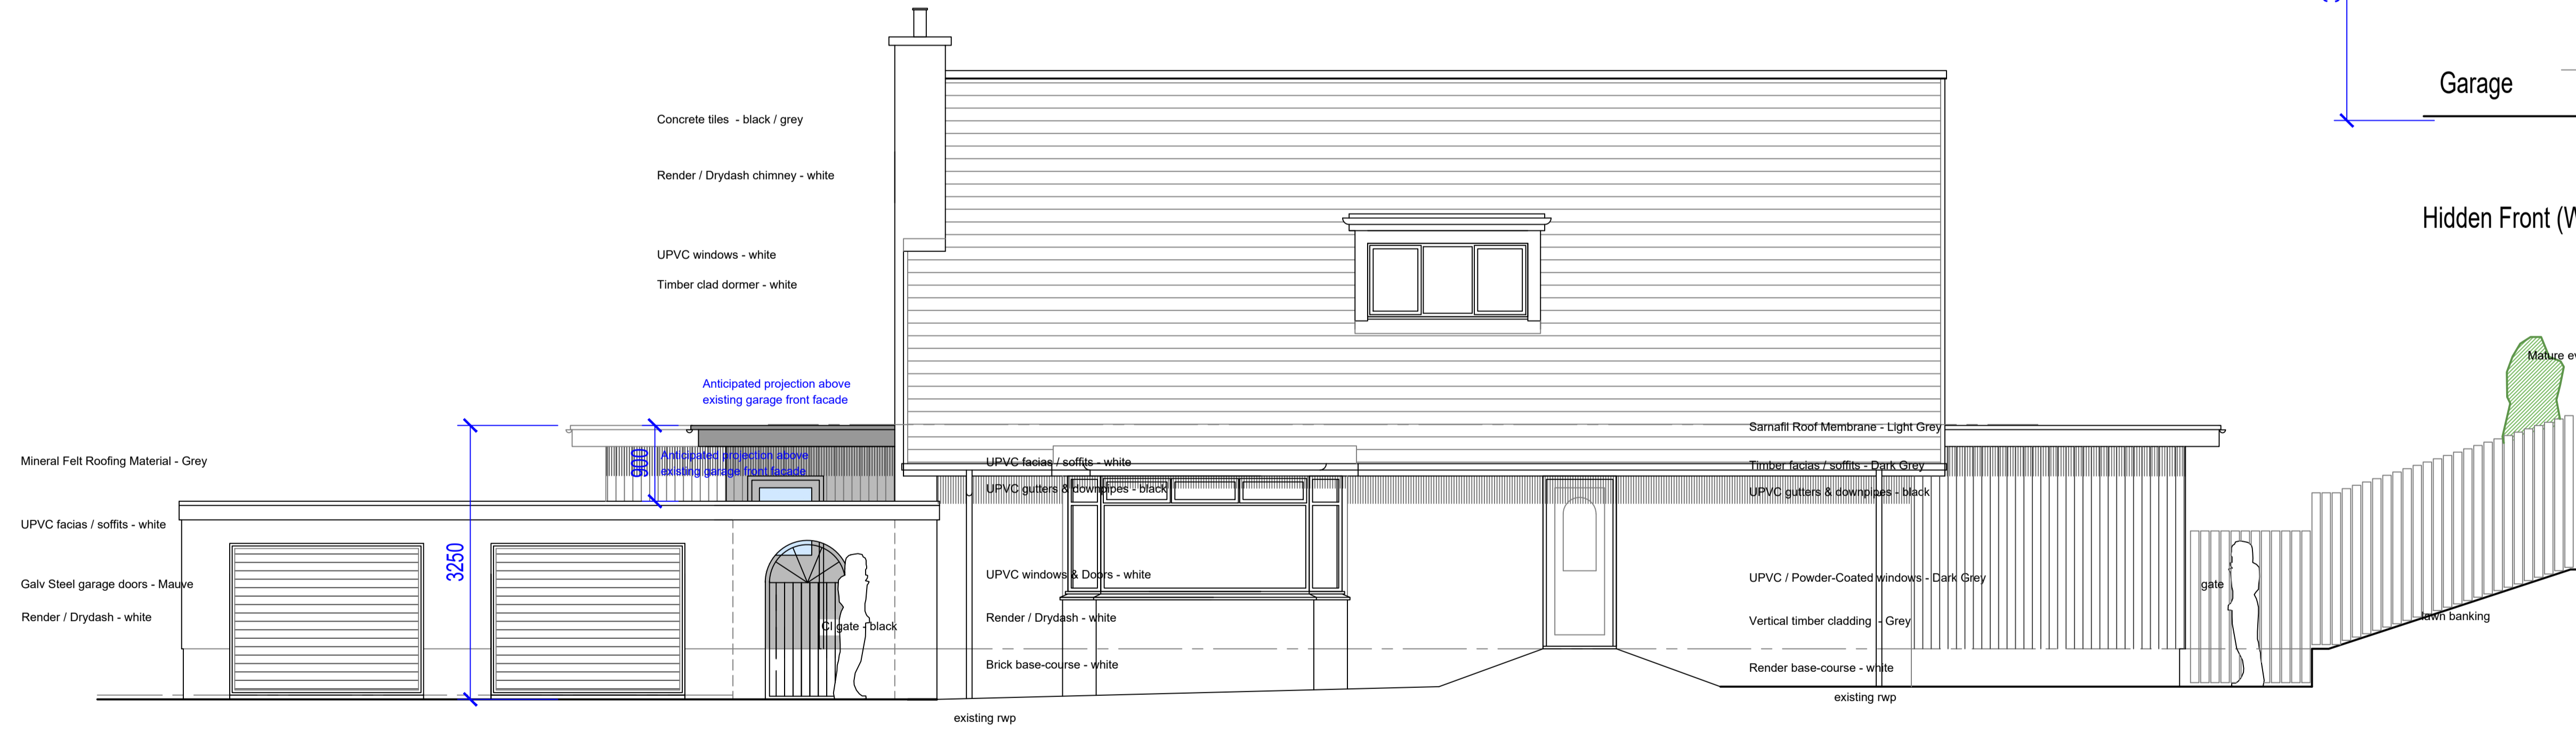 Concrete tiles - black / grey
Render / Drydash chimney - white
UPVC windows - white
Timber clad dormer - white
Anticipated projection above
existing garage front facade
900
Anticipated projection above
existing garage front facade
3250
Mineral Felt Roofing Material - Grey
UPVC facias / soffits - white
Galv Steel garage doors - Mauve
Render / Drydash - white
CI gate - black
UPVC facias / soffits - white
UPVC gutters & downpipes - black
UPVC windows & Doors - white
Render / Drydash - white
Brick base-course - white
existing rwp
Sarnafil Roof Membrane - Light Grey
Timber facias / soffits - Dark Grey
UPVC gutters & downpipes - black
UPVC / Powder-Coated windows - Dark Grey
Vertical timber cladding - Grey
Render base-course - white
existing rwp
gate
lawn banking
Garage
Hidden Front (W
Mature ev